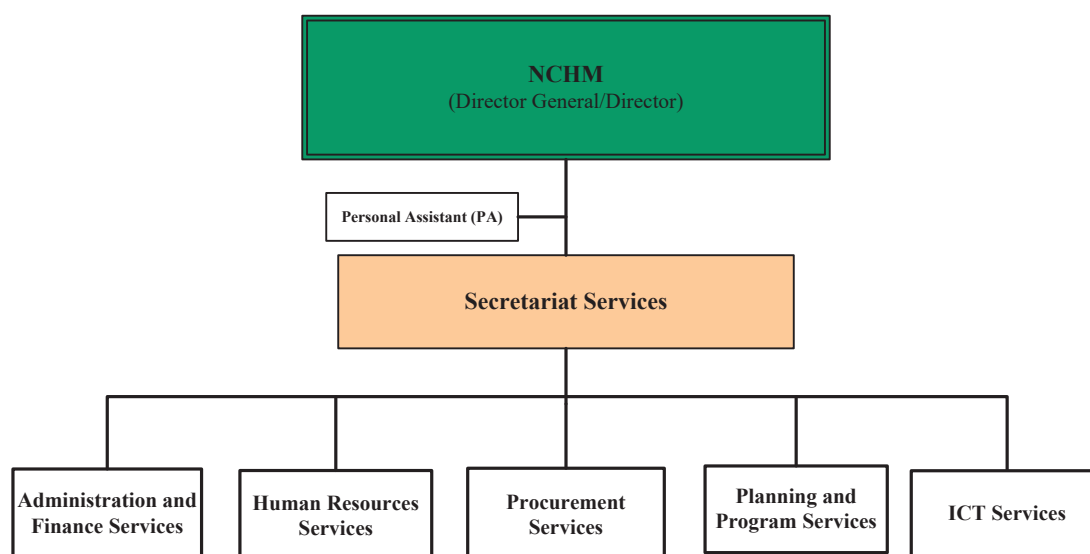 NCHM
(Director General/Director)
Personal Assistant (PA)
Secretariat Services
Administration and
Finance Services
Human Resources
Services
Procurement
Services
Planning and
Program Services
ICT Services